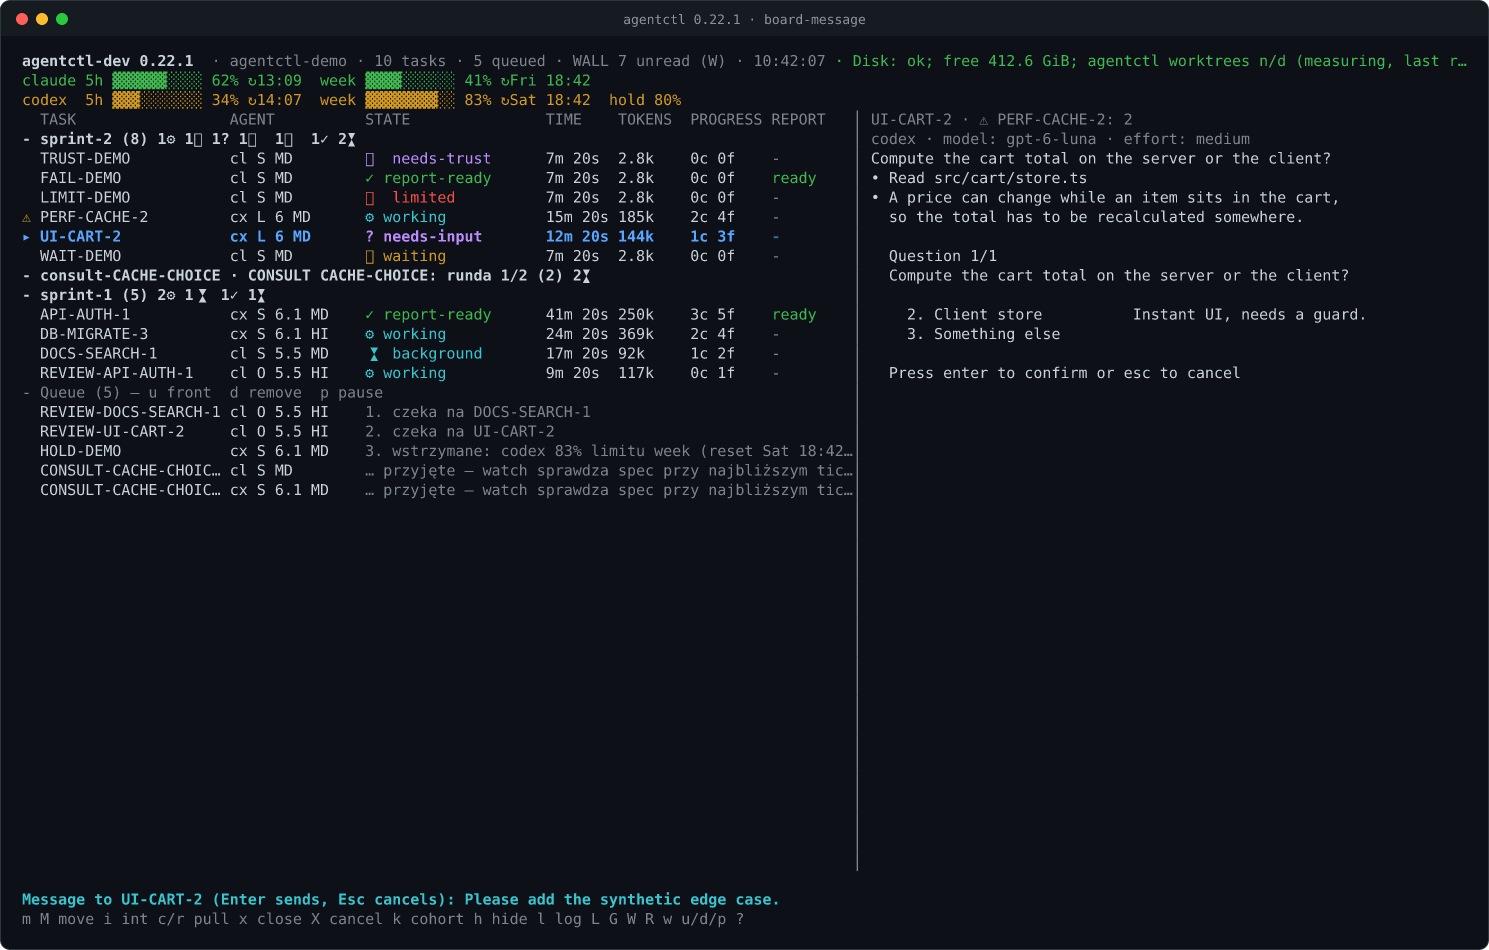 agentctl 0.22.1 · board-message
agentctl-dev 0.22.1 · agentctl-demo · 10 tasks · 5 queued · WALL 7 unread (W) · 10:42:07 · Disk: ok; free 412.6 GiB; agentctl worktrees n/d (measuring, last r…
claude 5h ▓▓▓▓▓▓░░░░ 62% ↻13:09 week ▓▓▓▓░░░░░░ 41% ↻Fri 18:42
codex 5h ▓▓▓░░░░░░░ 34% ↻14:07 week ▓▓▓▓▓▓▓▓░░ 83% ↻Sat 18:42 hold 80%
TASK AGENT STATE TIME TOKENS PROGRESS REPORT
- sprint-2 (8) 1⚙ 1▯ 1? 1▯ 1▯ 1✓ 2⧗
TRUST-DEMO cl S MD ▯ needs-trust 7m 20s 2.8k 0c 0f -
FAIL-DEMO cl S MD ✓ report-ready 7m 20s 2.8k 0c 0f ready
LIMIT-DEMO cl S MD ▯ limited 7m 20s 2.8k 0c 0f -
⚠ PERF-CACHE-2 cx L 6 MD ⚙ working 15m 20s 185k 2c 4f -
▸ UI-CART-2 cx L 6 MD ? needs-input 12m 20s 144k 1c 3f -
WAIT-DEMO cl S MD ▯ waiting 7m 20s 2.8k 0c 0f -
- consult-CACHE-CHOICE · CONSULT CACHE-CHOICE: runda 1/2 (2) 2⧗
- sprint-1 (5) 2⚙ 1⧗ 1✓ 1⧗
API-AUTH-1 cx S 6.1 MD ✓ report-ready 41m 20s 250k 3c 5f ready
DB-MIGRATE-3 cx S 6.1 HI ⚙ working 24m 20s 369k 2c 4f -
DOCS-SEARCH-1 cl S 5.5 MD ⧗ background 17m 20s 92k 1c 2f -
REVIEW-API-AUTH-1 cl O 5.5 HI ⚙ working 9m 20s 117k 0c 1f -
- Queue (5) — u front d remove p pause
REVIEW-DOCS-SEARCH-1 cl O 5.5 HI 1. czeka na DOCS-SEARCH-1
REVIEW-UI-CART-2 cl O 5.5 HI 2. czeka na UI-CART-2
HOLD-DEMO cx S 6.1 MD 3. wstrzymane: codex 83% limitu week (reset Sat 18:42…
CONSULT-CACHE-CHOIC… cl S MD … przyjęte — watch sprawdza spec przy najbliższym tic…
CONSULT-CACHE-CHOIC… cx S 6.1 MD … przyjęte — watch sprawdza spec przy najbliższym tic…
UI-CART-2 · ⚠ PERF-CACHE-2: 2
codex · model: gpt-6-luna · effort: medium
Compute the cart total on the server or the client?
• Read src/cart/store.ts
• A price can change while an item sits in the cart,
so the total has to be recalculated somewhere.
Question 1/1
Compute the cart total on the server or the client?
2. Client store Instant UI, needs a guard.
3. Something else
Press enter to confirm or esc to cancel
Message to UI-CART-2 (Enter sends, Esc cancels): Please add the synthetic edge case.
m M move i int c/r pull x close X cancel k cohort h hide l log L G W R w u/d/p ?